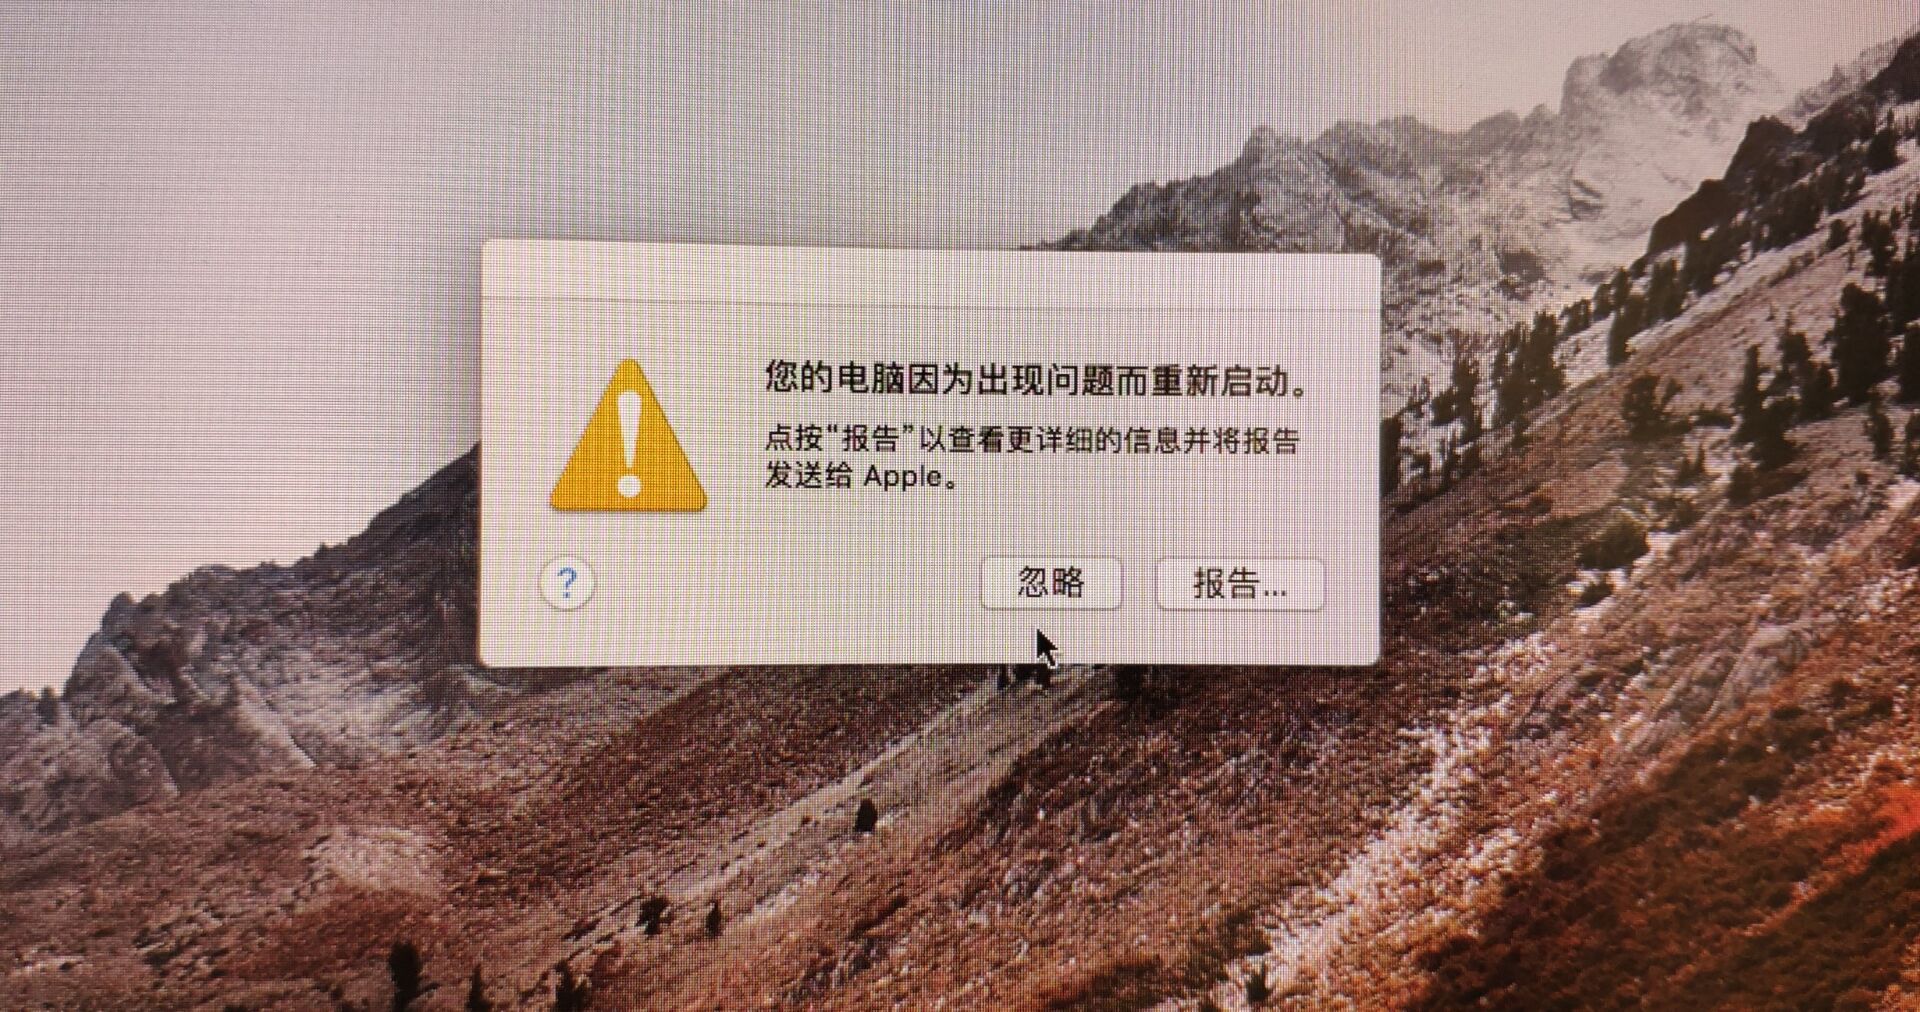 您的电脑因为出现问题而重新启动。
点按“报告”以查看更详细的信息并将报告
发送给 Apple。
?
忽略
报告...